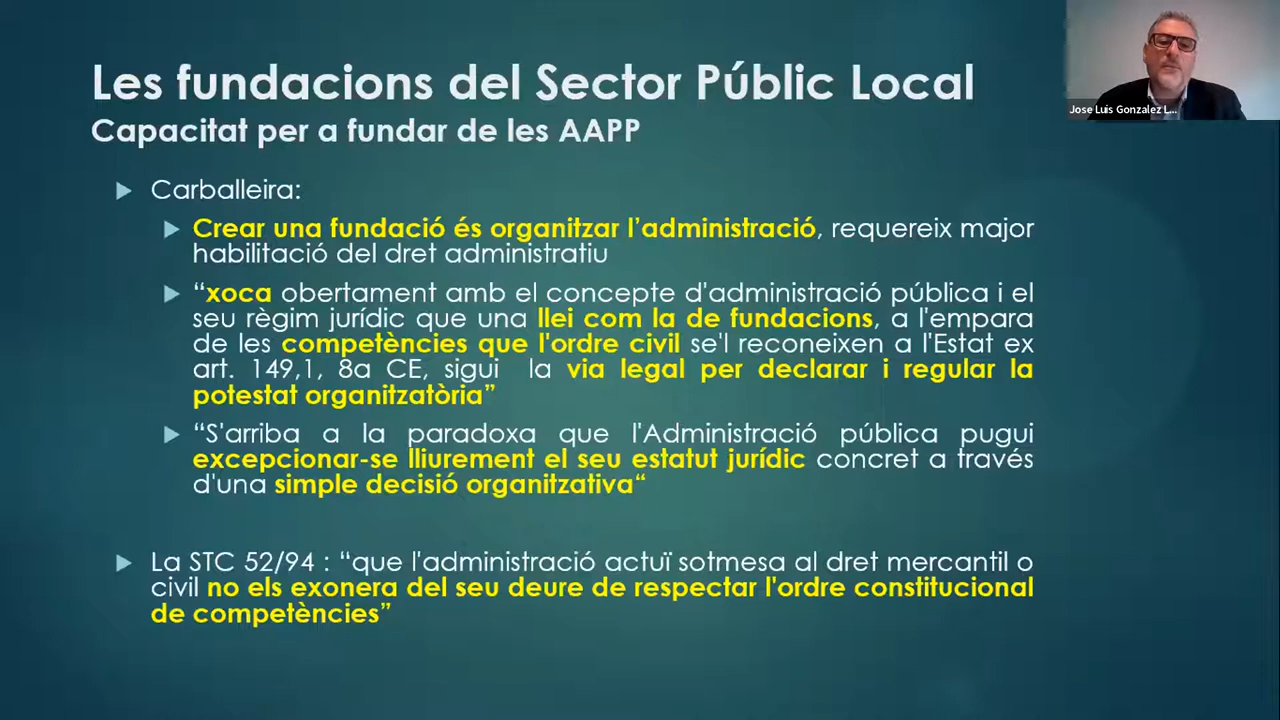 Les fundacions del Sector Públic Local
Capacitat per a fundar de les AAPP
Jose Luis Gonzalez L...
Carballeira:
Crear una fundació és organitzar l’administració, requereix major
habilitació del dret administratiu
“xoca obertament amb el concepte d'administració pública i el
seu règim jurídic que una llei com la de fundacions, a l'empara
de les competències que l'ordre civil se'l reconeixen a l'Estat ex
art. 149,1, 8a CE, sigui la via legal per declarar i regular la
potestat organitzatòria”
“S'arriba a la paradoxa que l'Administració pública pugui
excepcionar-se lliurement el seu estatut jurídic concret a través
d'una simple decisió organitzativa“
La STC 52/94 : “que l'administració actuï sotmesa al dret mercantil o
civil no els exonera del seu deure de respectar l'ordre constitucional
de competències”